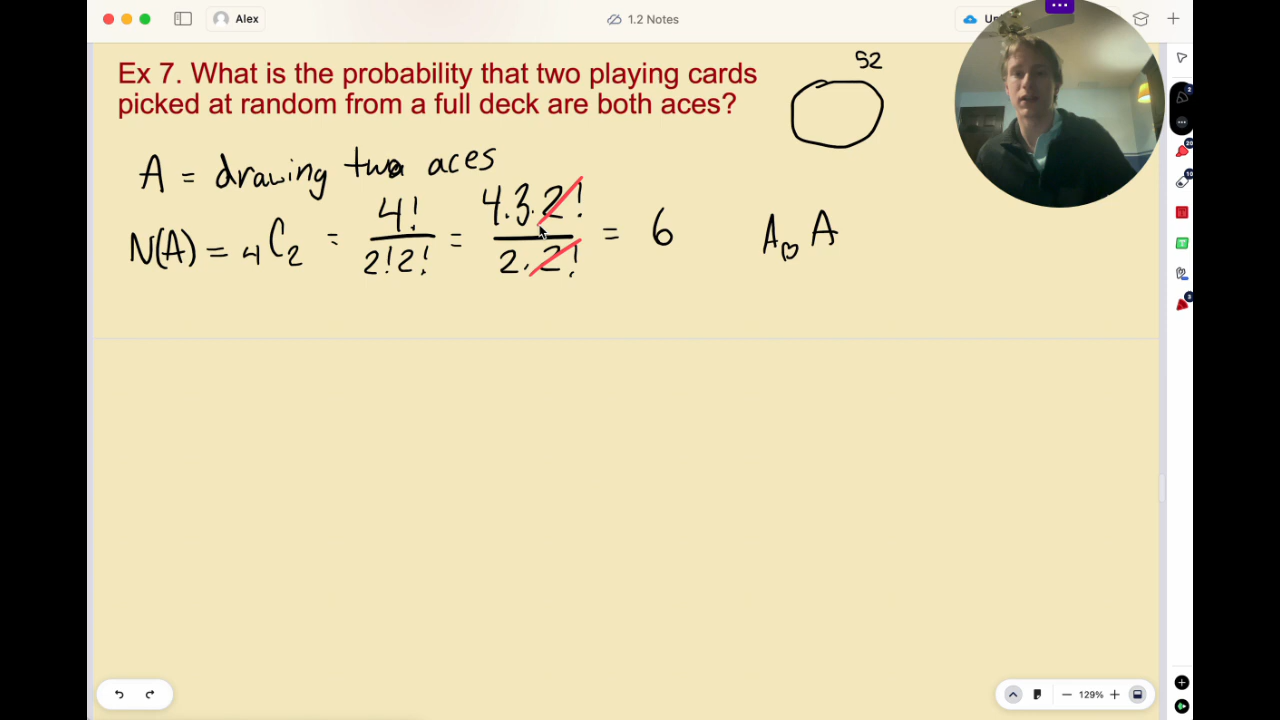 Alex
1.2 Notes
Ex 7. What is the probability that two playing cards
picked at random from a full deck are both aces?
52
A = drawing two aces
N(A) = 4C2 = 4!/2!2! = 4.3.2!/2.2! = 6
A♡ A
129%